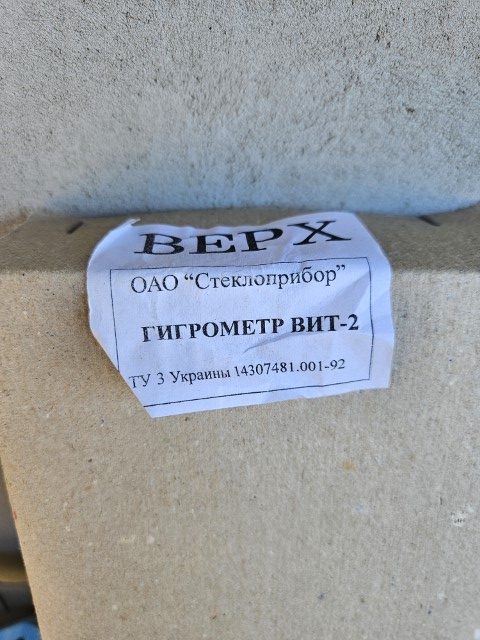 ВЕРХ
ОАО “Стеклоприбор”
ГИГРОМЕТР ВИТ-2
ТУ 3 Украины 14307481.001-92